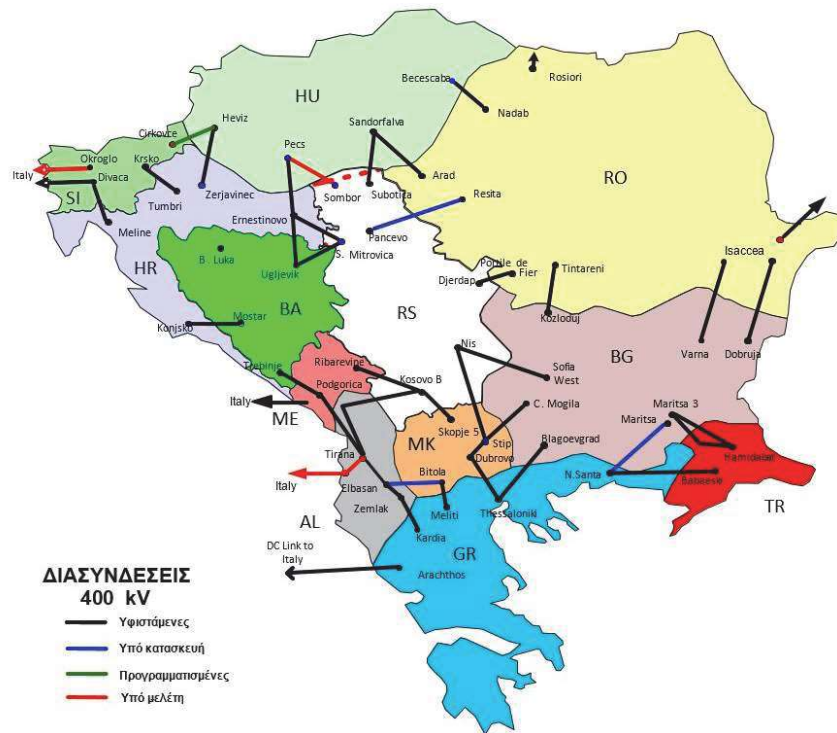 HU
Becescaba
Rosiori
Nadab
Heviz
Sandorfalva
Cirkovce
Pecs
Okroglo
Krsko
Italy
Divaca
Arad
RO
SI
Tumbri
Zerjavinec
Sombor
Subotica
Resita
Meline
Ernestinovo
Pancevo
S. Mitrovica
HR
B. Luka
Ugljevik
Isaccea
Portile de
Fier
Djerdap
Tintareni
BA
RS
Kozloduj
Mostar
Konjsko
Nis
BG
Varna
Dobruja
Trebinje
Ribarevine
Sofia
West
Podgorica
Kosovo B
Italy
ME
C. Mogila
Maritsa 3
Maritsa
Skopje 5
MK
Stip
Blagoevgrad
Tirana
Dubrovo
Hamidabat
Italy
Elbasan
Bitola
N.Santa
Babaeski
Zemlak
Meliti
Thessaloniki
TR
AL
Kardia
GR
DC Link to
Italy
Arachthos
ΔΙΑΣΥΝΔΕΣΕΙΣ
400 kV
Υφιστάμενες
Υπό κατασκευή
Προγραμματισμένες
Υπό μελέτη